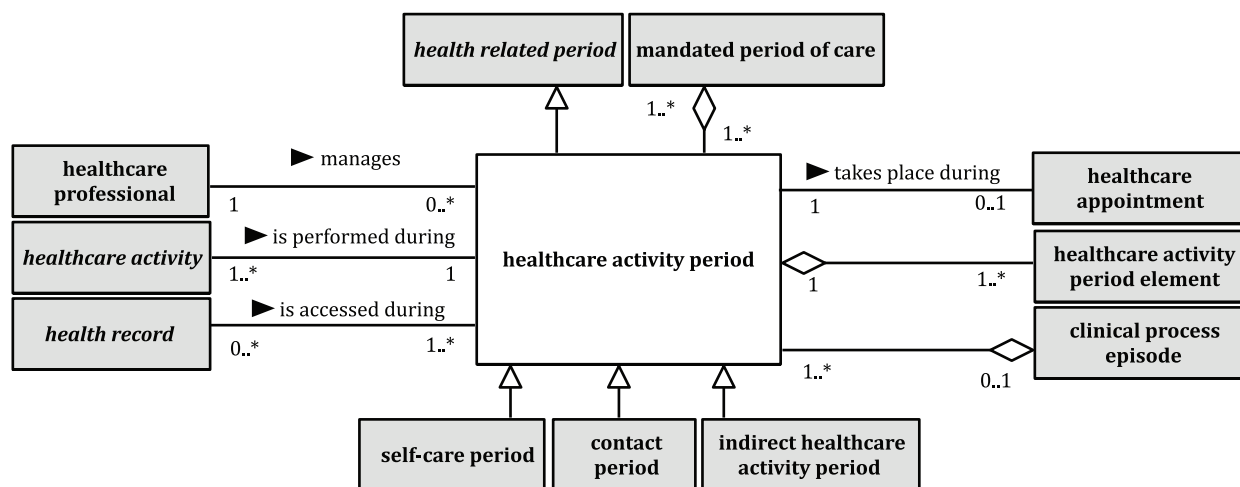 health related period
mandated period of care
1..*
1..*
healthcare
professional
► manages
1
0..*
► takes place during
1
0..1
healthcare
appointment
healthcare activity
► is performed during
1..*
1
healthcare activity period
1
1..*
healthcare activity
period element
health record
► is accessed during
0..*
1..*
1..*
0..1
clinical process
episode
self-care period
contact
period
indirect healthcare
activity period